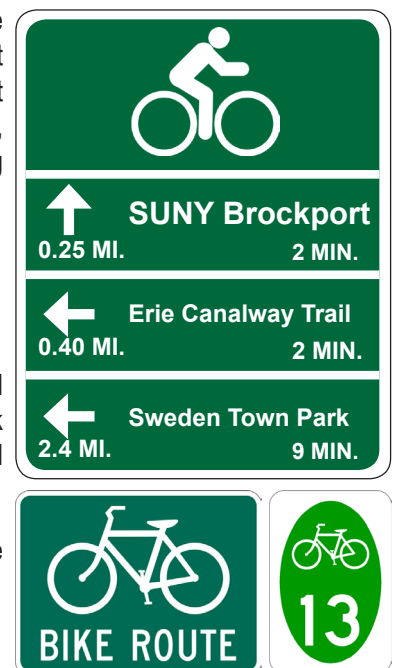 SUNY Brockport
0.25 MI. 2 MIN.
Erie Canalway Trail
0.40 MI. 2 MIN.
Sweden Town Park
2.4 MI. 9 MIN.
BIKE ROUTE
13